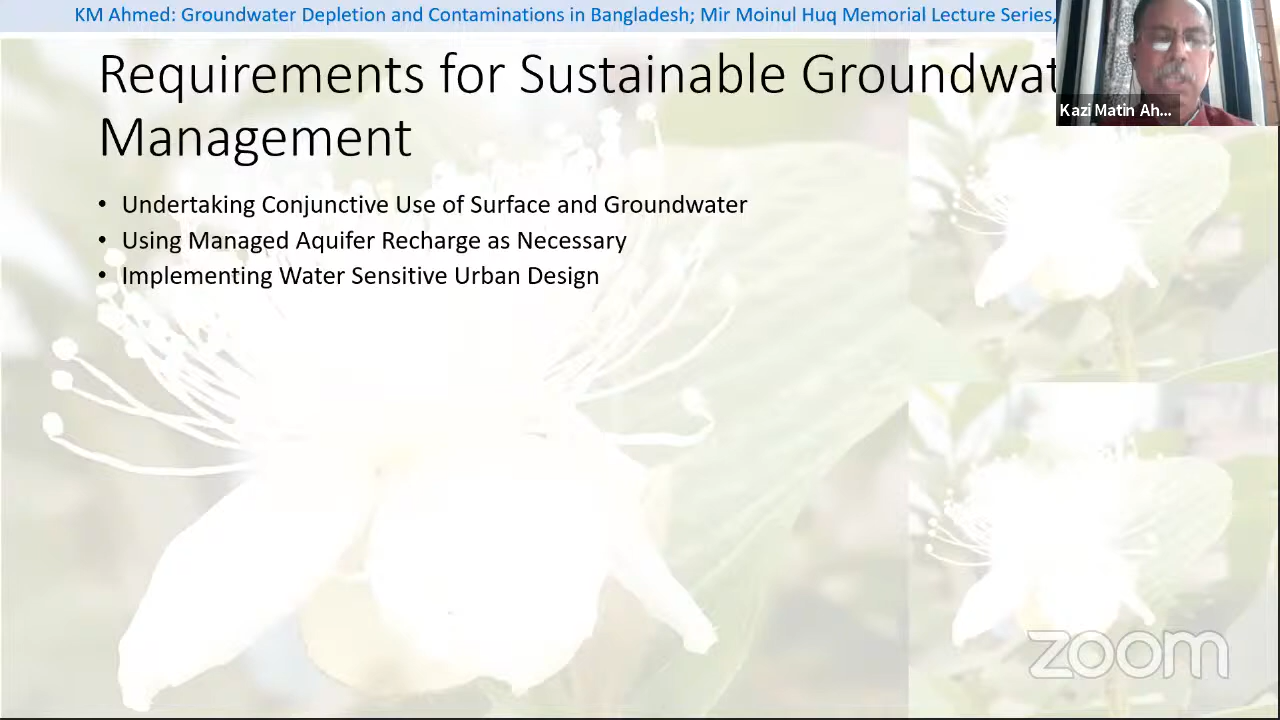 KM Ahmed: Groundwater Depletion and Contaminations in Bangladesh; Mir Moinul Huq Memorial Lecture Series,
Kazi Matin Ah...
Requirements for Sustainable Groundwat
Management
• Undertaking Conjunctive Use of Surface and Groundwater
• Using Managed Aquifer Recharge as Necessary
• Implementing Water Sensitive Urban Design
zoom